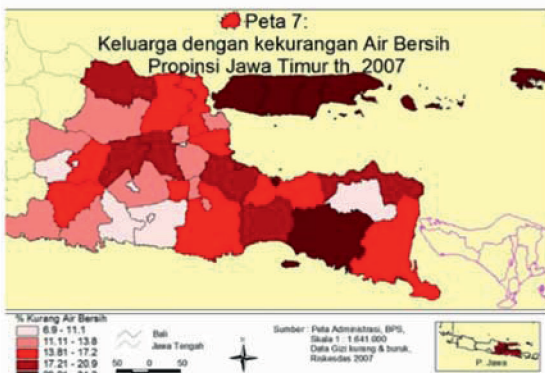 Peta 7:
Keluarga dengan kekurangan Air Bersih
Propinsi Jawa Timur th. 2007
% Kurang Air Bersih
6.9 - 11.1
11.11 - 13.8
13.81 - 17.2
17.21 - 20.9
Bali
Jawa Tengah
50 0 50
Sumber : Peta Administrasi, BPS,
Skala 1 : 1.641.000
Data Gizi kurang & buruk,
Riskesdas 2007
P. Jawa